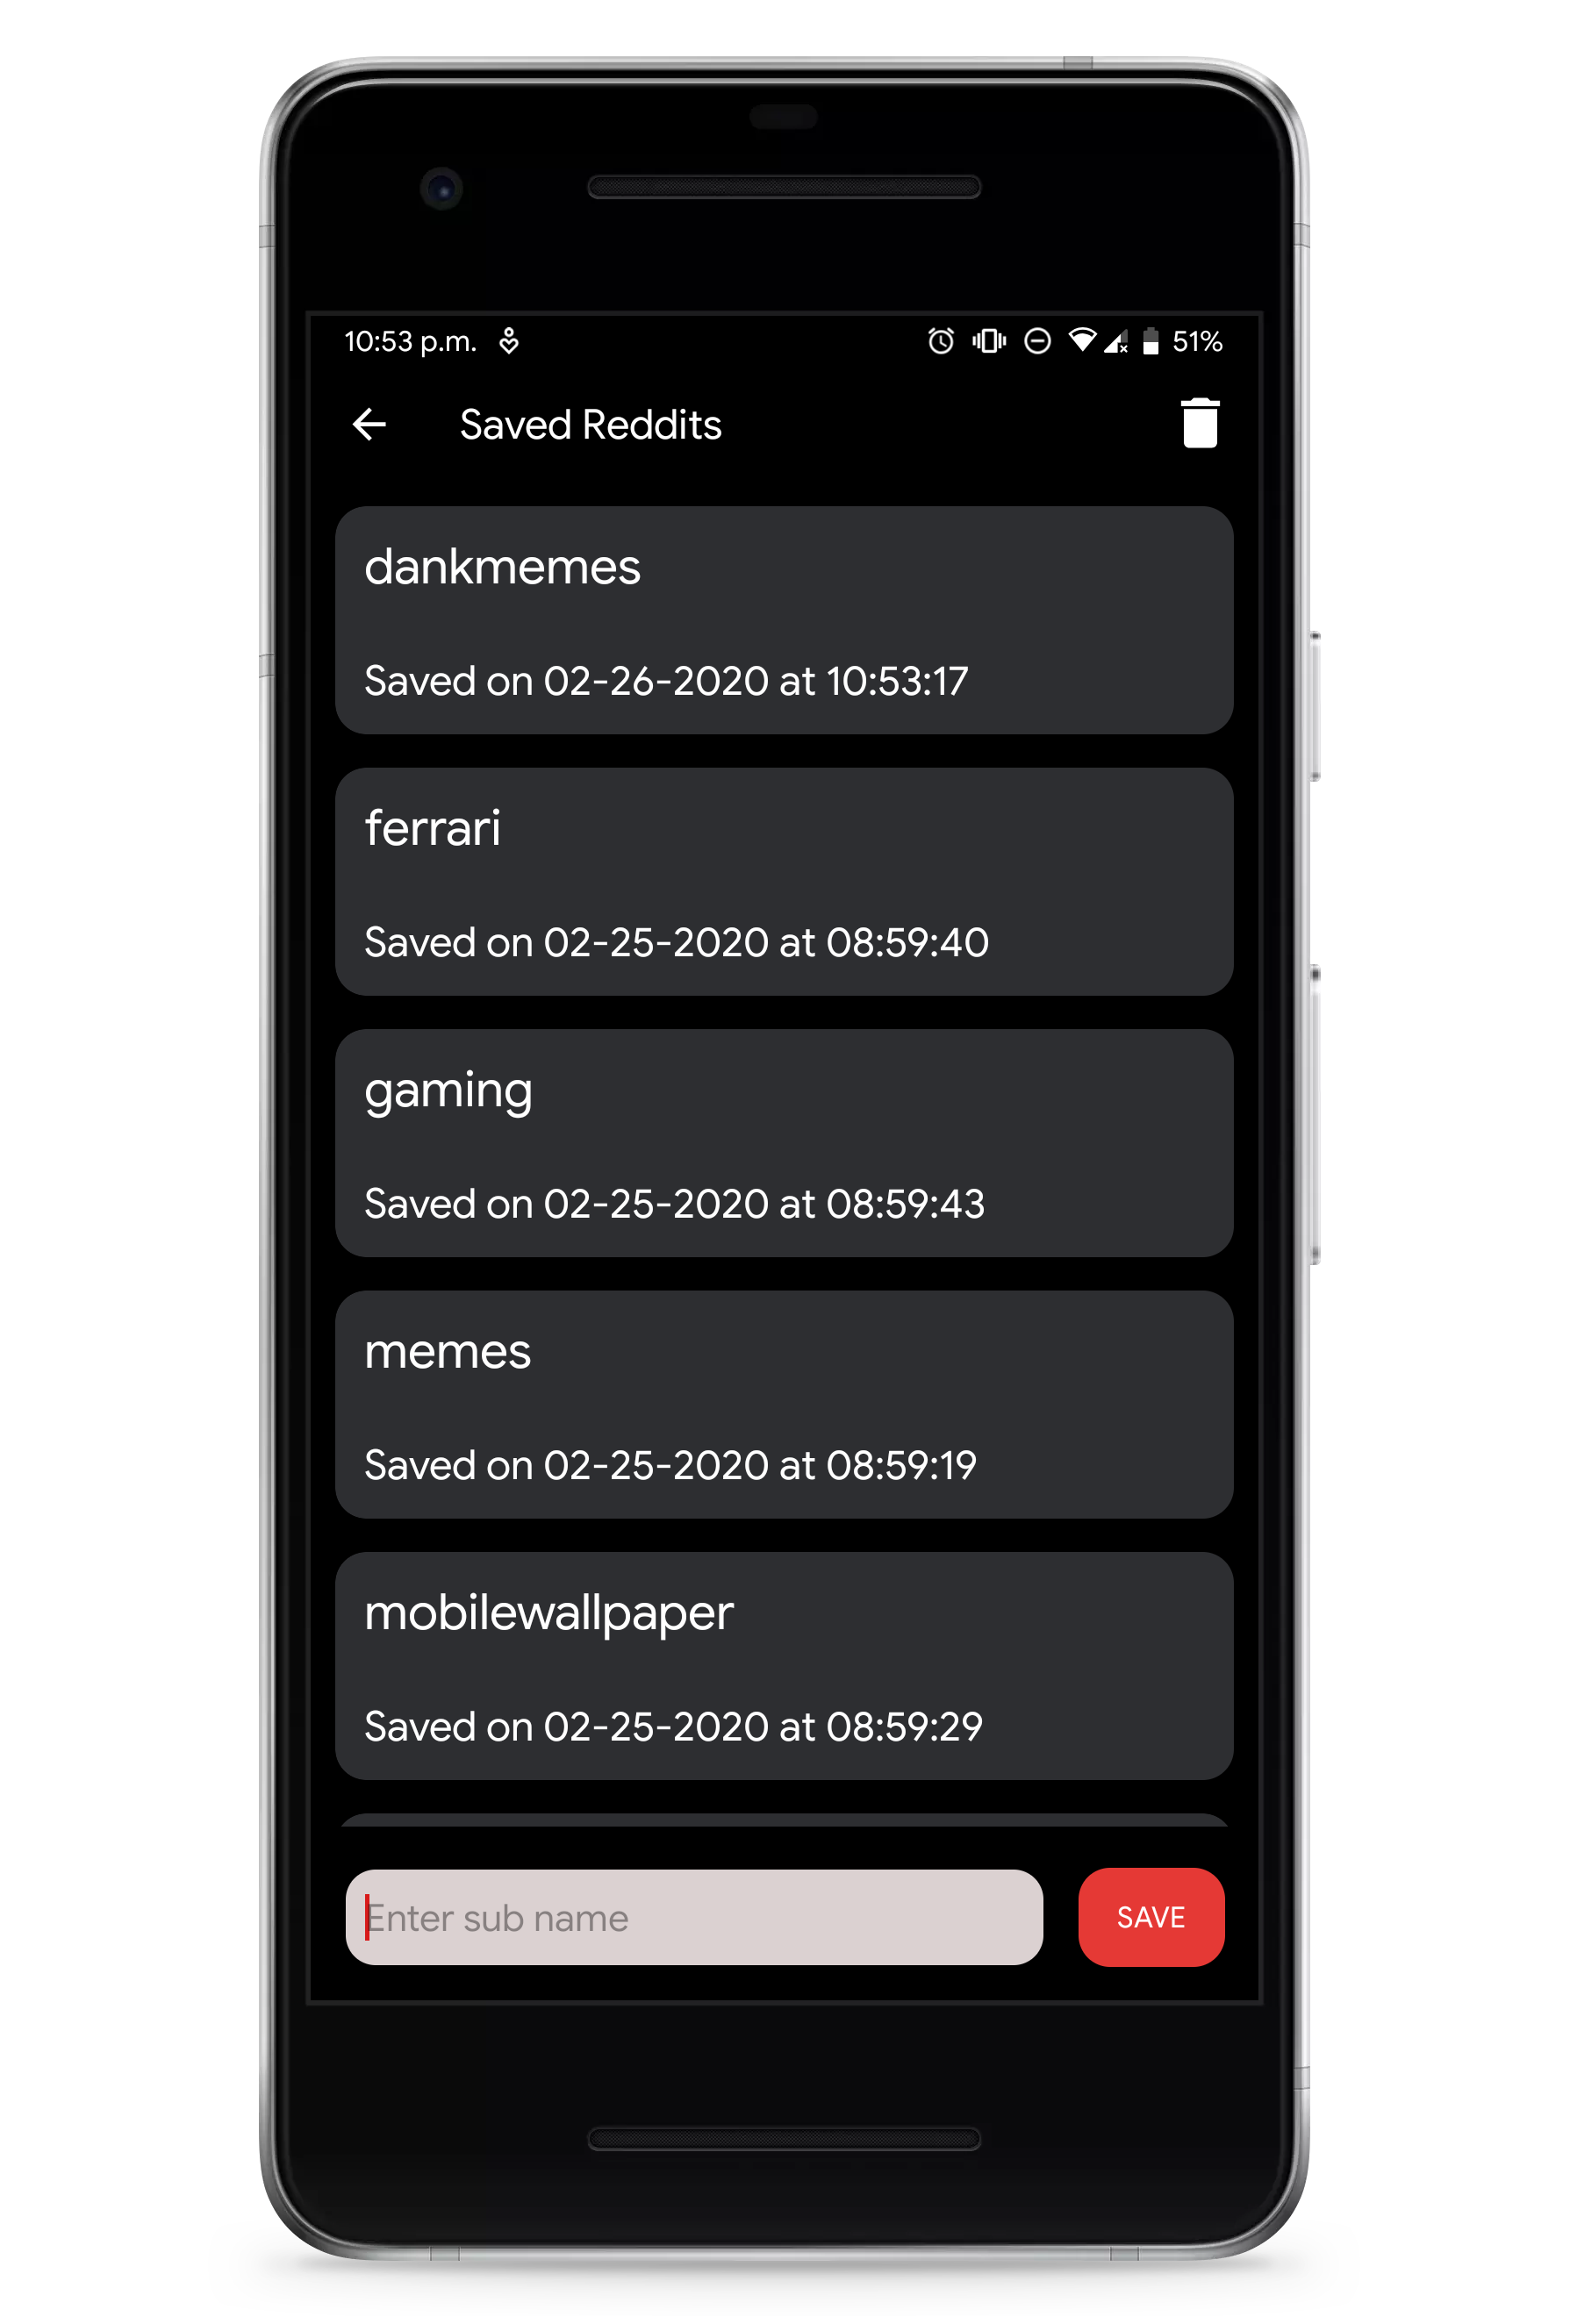 10:53 p.m. 51%
Saved Reddits
dankmemes
Saved on 02-26-2020 at 10:53:17
ferrari
Saved on 02-25-2020 at 08:59:40
gaming
Saved on 02-25-2020 at 08:59:43
memes
Saved on 02-25-2020 at 08:59:19
mobilewallpaper
Saved on 02-25-2020 at 08:59:29
Enter sub name SAVE